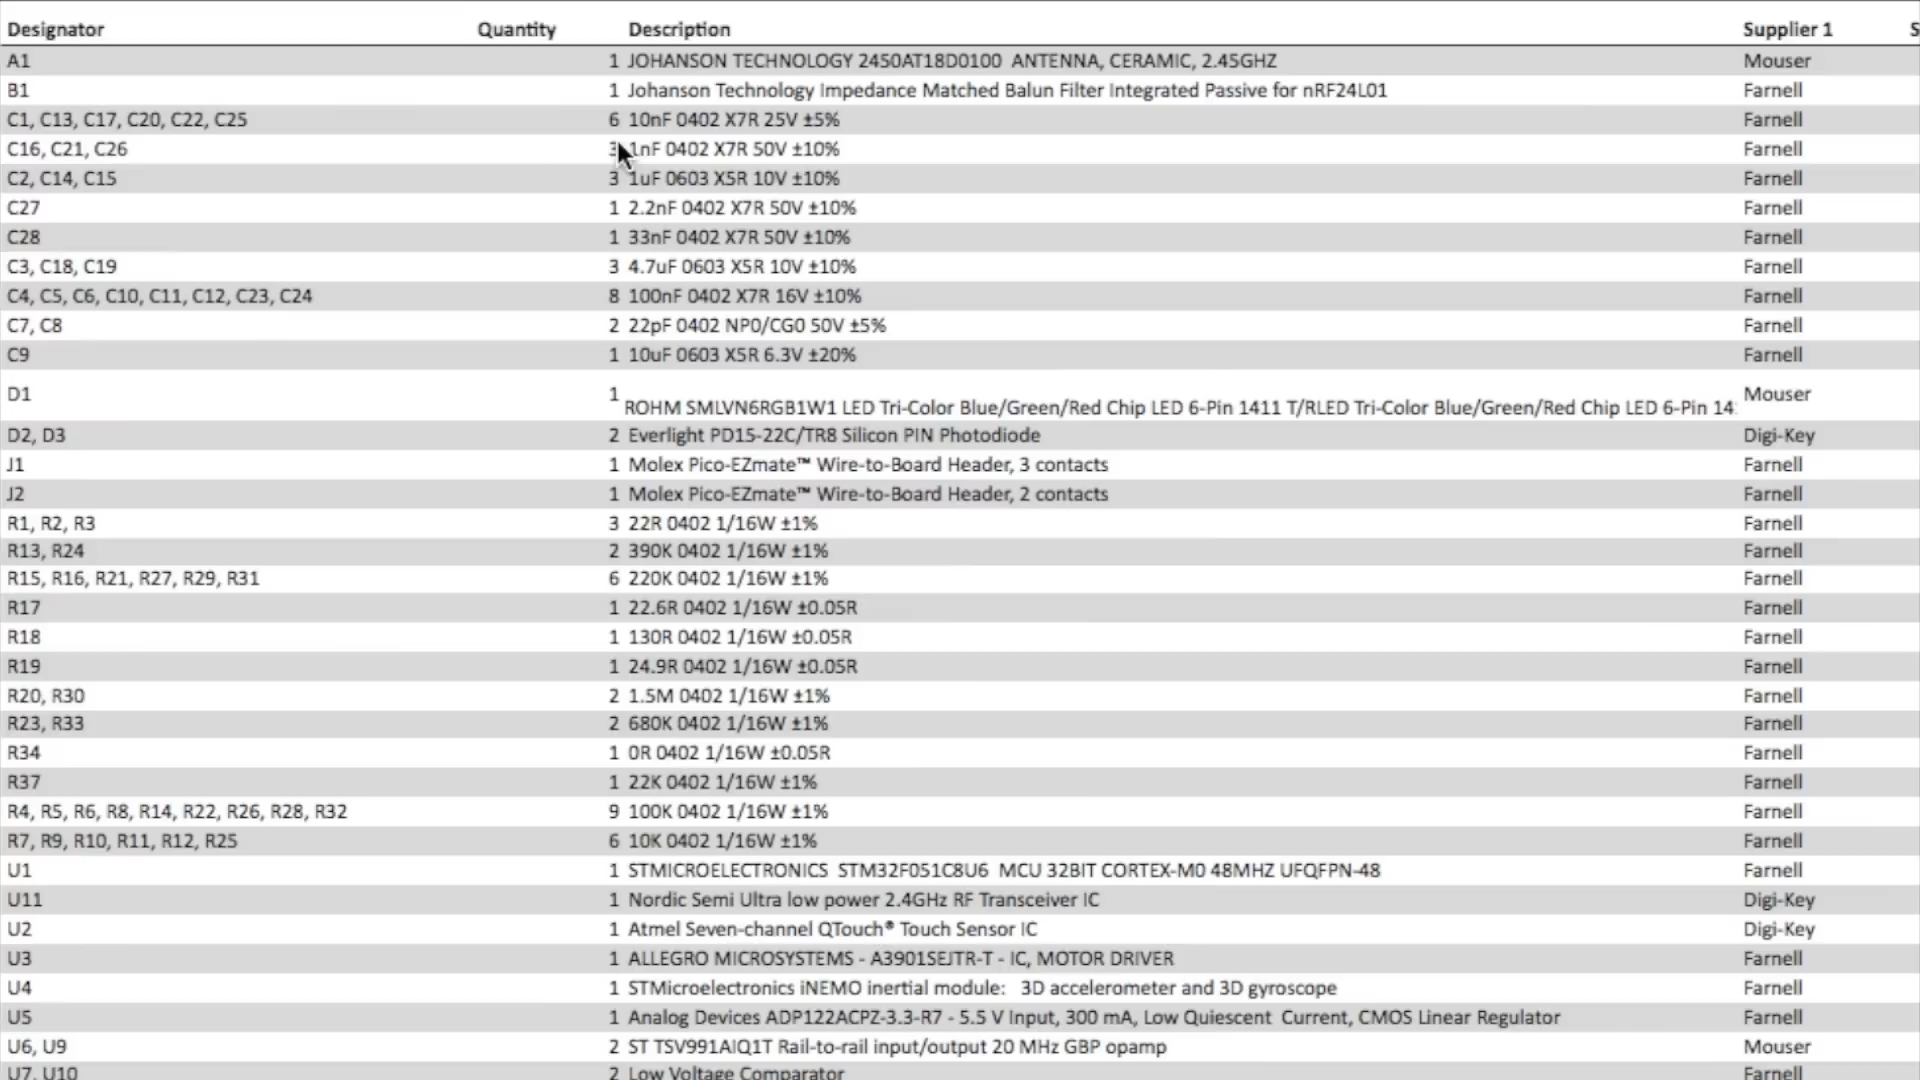 Designator Quantity Description Supplier 1 S
A1 1 JOHANSON TECHNOLOGY 2450AT18D0100 ANTENNA, CERAMIC, 2.45GHZ Mouser
B1 1 Johanson Technology Impedance Matched Balun Filter Integrated Passive for nRF24L01 Farnell
C1, C13, C17, C20, C22, C25 6 10nF 0402 X7R 25V ±5% Farnell
C16, C21, C26 3 1nF 0402 X7R 50V ±10% Farnell
C2, C14, C15 3 1uF 0603 X5R 10V ±10% Farnell
C27 1 2.2nF 0402 X7R 50V ±10% Farnell
C28 1 33nF 0402 X7R 50V ±10% Farnell
C3, C18, C19 3 4.7uF 0603 X5R 10V ±10% Farnell
C4, C5, C6, C10, C11, C12, C23, C24 8 100nF 0402 X7R 16V ±10% Farnell
C7, C8 2 22pF 0402 NP0/CG0 50V ±5% Farnell
C9 1 10uF 0603 X5R 6.3V ±20% Farnell
D1 1 ROHM SMLVN6RGB1W1 LED Tri-Color Blue/Green/Red Chip LED 6-Pin 1411 T/RLED Tri-Color Blue/Green/Red Chip LED 6-Pin 14 Mouser
D2, D3 2 Everlight PD15-22C/TR8 Silicon PIN Photodiode Digi-Key
J1 1 Molex Pico-EZmate™ Wire-to-Board Header, 3 contacts Farnell
J2 1 Molex Pico-EZmate™ Wire-to-Board Header, 2 contacts Farnell
R1, R2, R3 3 22R 0402 1/16W ±1% Farnell
R13, R24 2 390K 0402 1/16W ±1% Farnell
R15, R16, R21, R27, R29, R31 6 220K 0402 1/16W ±1% Farnell
R17 1 22.6R 0402 1/16W ±0.05R Farnell
R18 1 130R 0402 1/16W ±0.05R Farnell
R19 1 24.9R 0402 1/16W ±0.05R Farnell
R20, R30 2 1.5M 0402 1/16W ±1% Farnell
R23, R33 2 680K 0402 1/16W ±1% Farnell
R34 1 0R 0402 1/16W ±0.05R Farnell
R37 1 22K 0402 1/16W ±1% Farnell
R4, R5, R6, R8, R14, R22, R26, R28, R32 9 100K 0402 1/16W ±1% Farnell
R7, R9, R10, R11, R12, R25 6 10K 0402 1/16W ±1% Farnell
U1 1 STMICROELECTRONICS STM32F051C8U6 MCU 32BIT CORTEX-M0 48MHZ UFQFPN-48 Farnell
U11 1 Nordic Semi Ultra low power 2.4GHz RF Transceiver IC Digi-Key
U2 1 Atmel Seven-channel QTouch® Touch Sensor IC Digi-Key
U3 1 ALLEGRO MICROSYSTEMS - A3901SEJTR-T - IC, MOTOR DRIVER Farnell
U4 1 STMicroelectronics iNEMO inertial module: 3D accelerometer and 3D gyroscope Farnell
U5 1 Analog Devices ADP122ACPZ-3.3-R7 - 5.5 V Input, 300 mA, Low Quiescent Current, CMOS Linear Regulator Farnell
U6, U9 2 ST TSV991AIQ1T Rail-to-rail input/output 20 MHz GBP opamp Mouser
U7, U10 2 Low Voltage Comparator Farnell